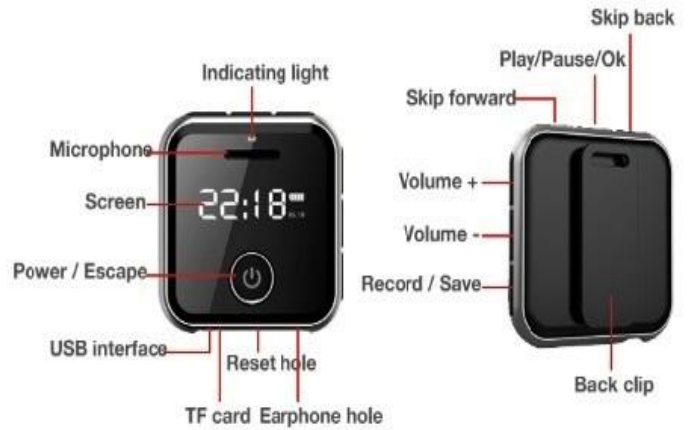 Skip back
Play/Pause/Ok
Indicating light
Skip forward
Microphone
Volume +
Screen
22:18
Volume -
Power / Escape
Record / Save
USB interface
Reset hole
Back clip
TF card Earphone hole